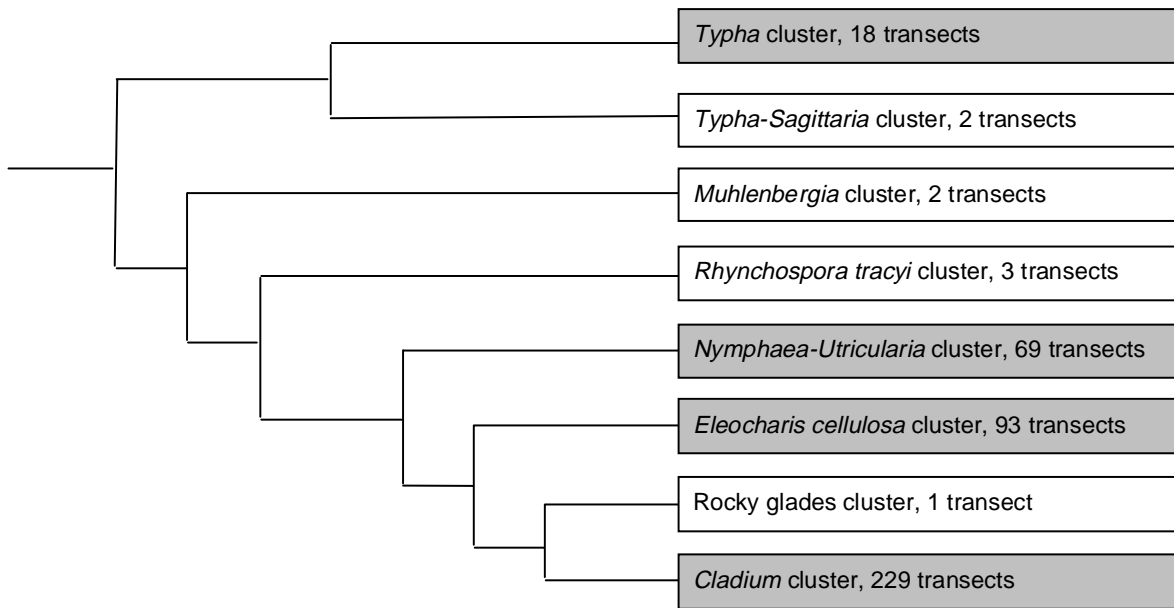 Typha cluster, 18 transects
Typha-Sagittaria cluster, 2 transects
Muhlenbergia cluster, 2 transects
Rhynchospora tracyi cluster, 3 transects
Nymphaea-Utricularia cluster, 69 transects
Eleocharis cellulosa cluster, 93 transects
Rocky glades cluster, 1 transect
Cladium cluster, 229 transects